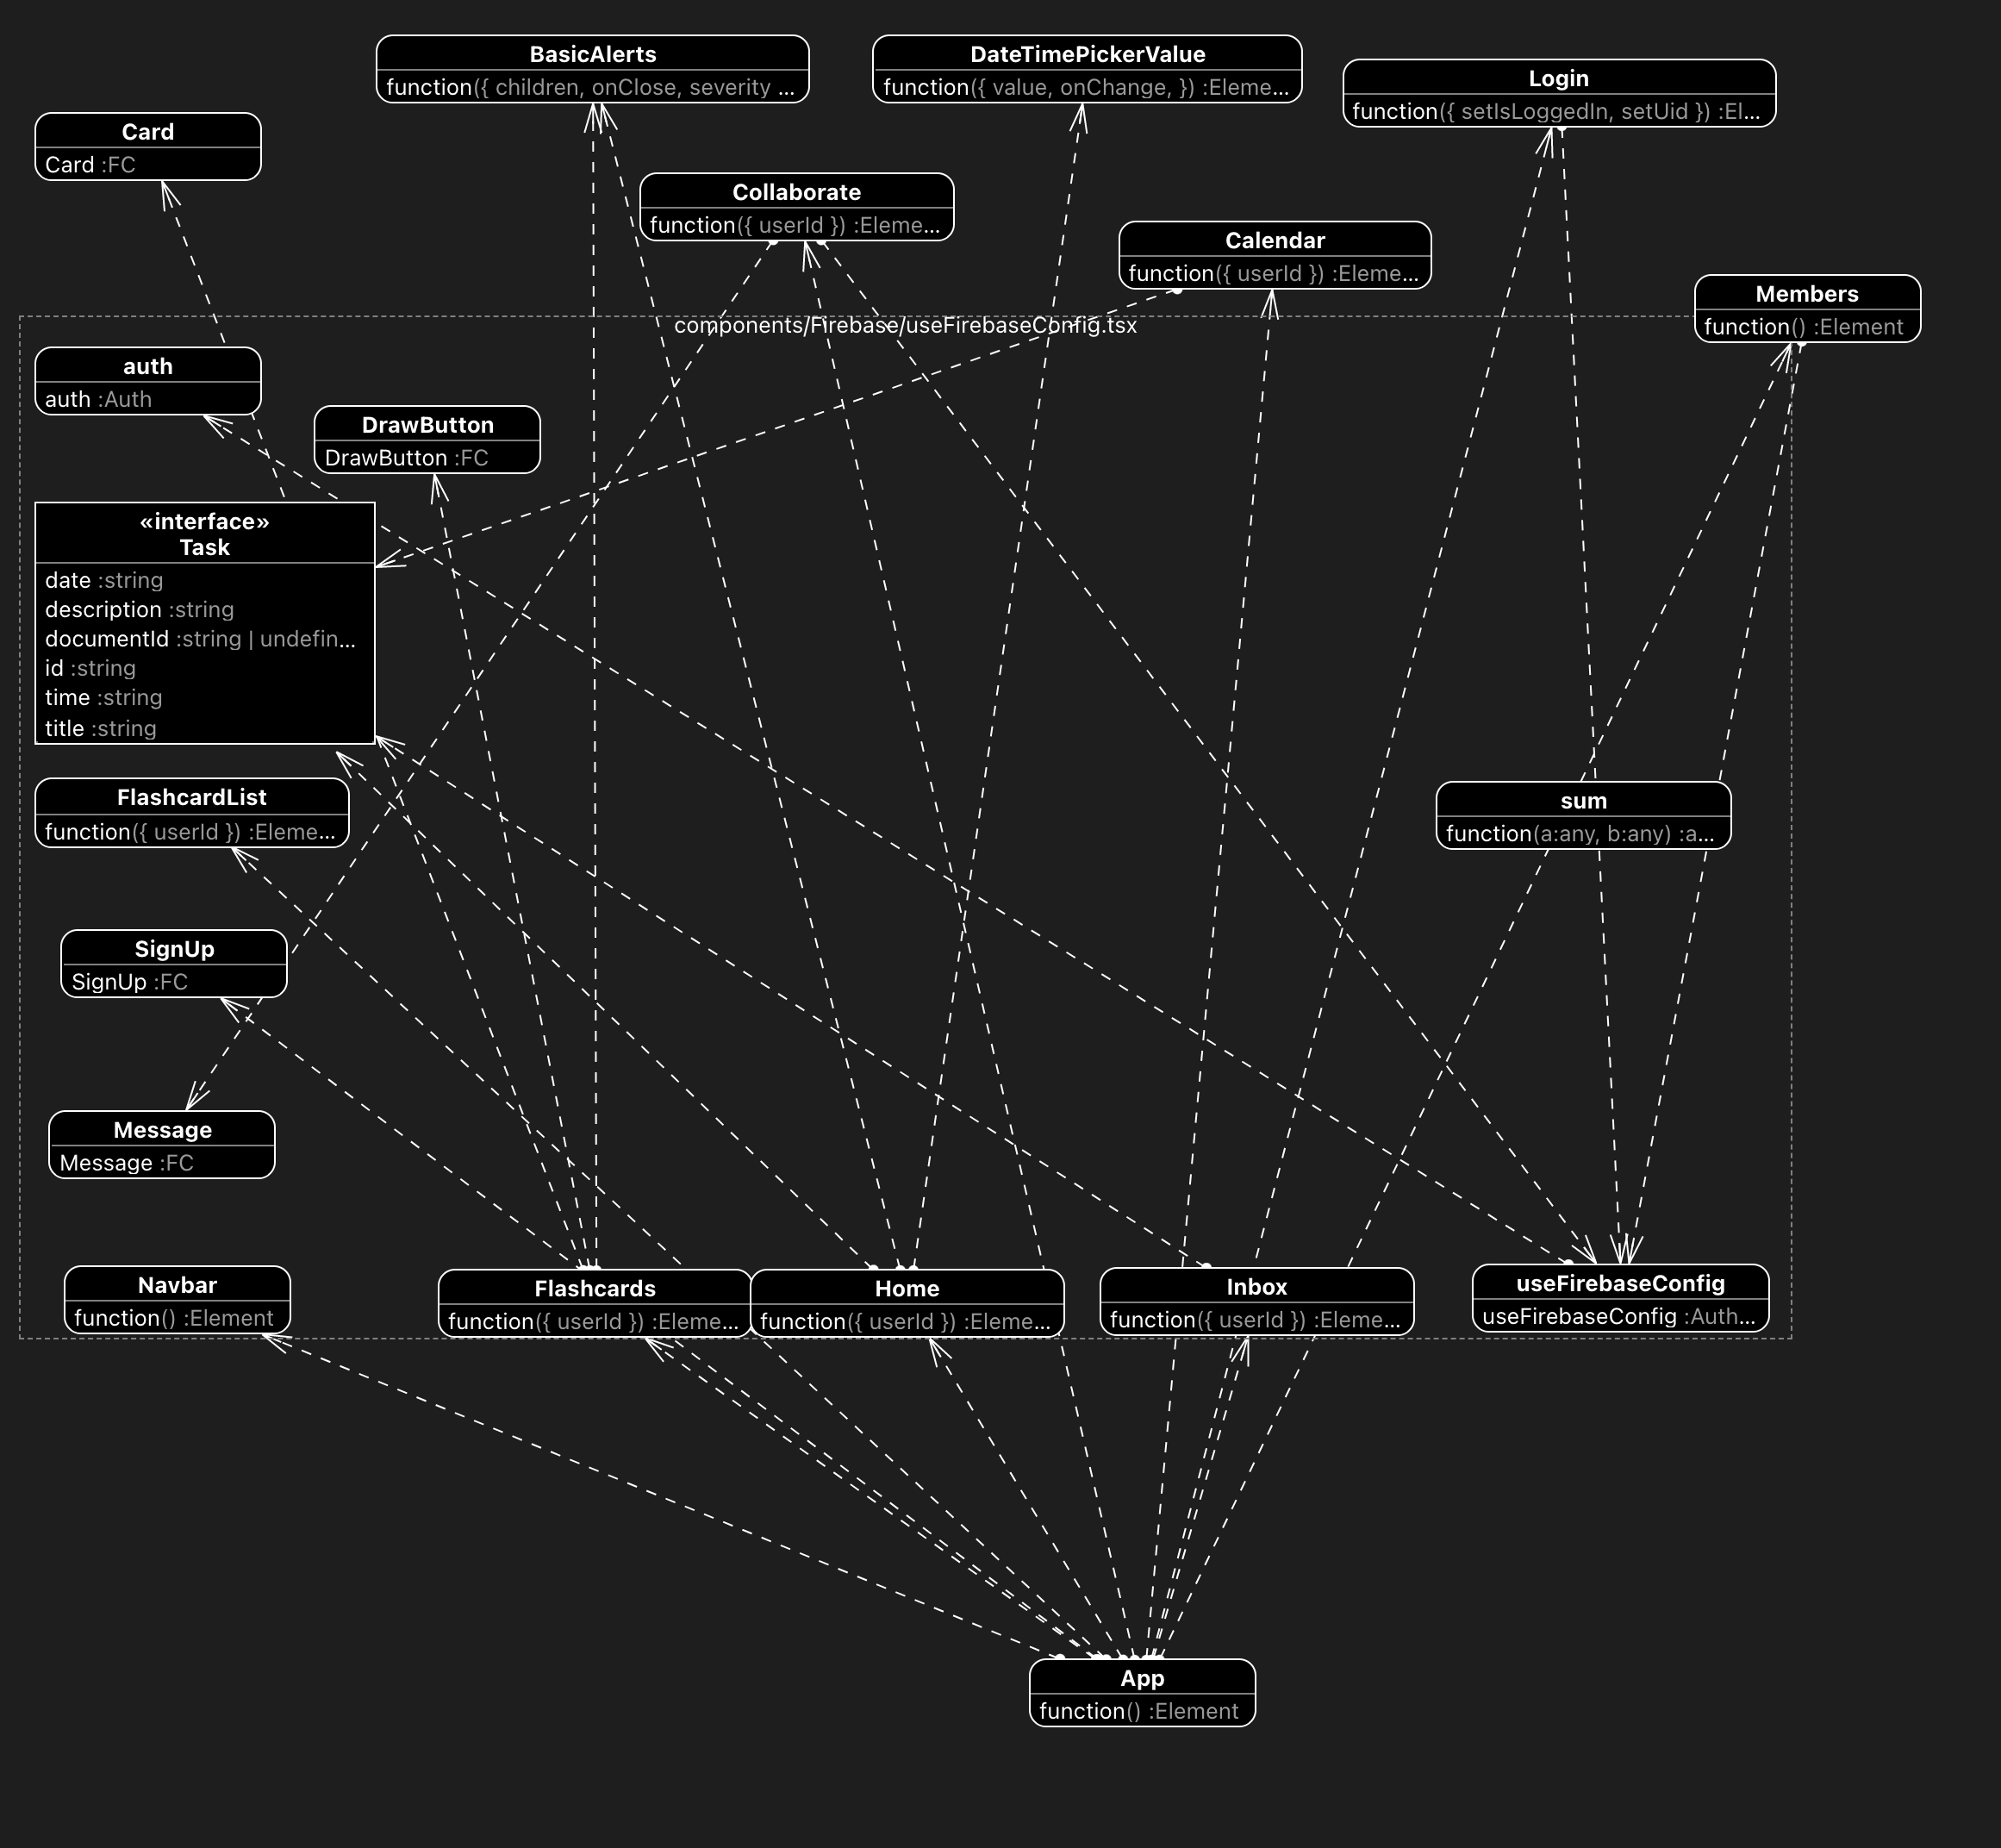 BasicAlerts
function({ children, onClose, severity ...
DateTimePickerValue
function({ value, onChange, }) :Eleme...
Login
function({ setIsLoggedIn, setUid }) :El...
Card
Card :FC
Collaborate
function({ userId }) :Eleme...
Calendar
function({ userId }) :Eleme...
Members
function() :Element
components/Firebase/useFirebaseConfig.tsx
auth
auth :Auth
DrawButton
DrawButton :FC
«interface»
Task
date :string
description :string
documentId :string | undefin...
id :string
time :string
title :string
FlashcardList
function({ userId }) :Eleme...
sum
function(a:any, b:any) :a...
SignUp
SignUp :FC
Message
Message :FC
Navbar
function() :Element
Flashcards
function({ userId }) :Eleme...
Home
function({ userId }) :Eleme...
Inbox
function({ userId }) :Eleme...
useFirebaseConfig
useFirebaseConfig :Auth...
App
function() :Element